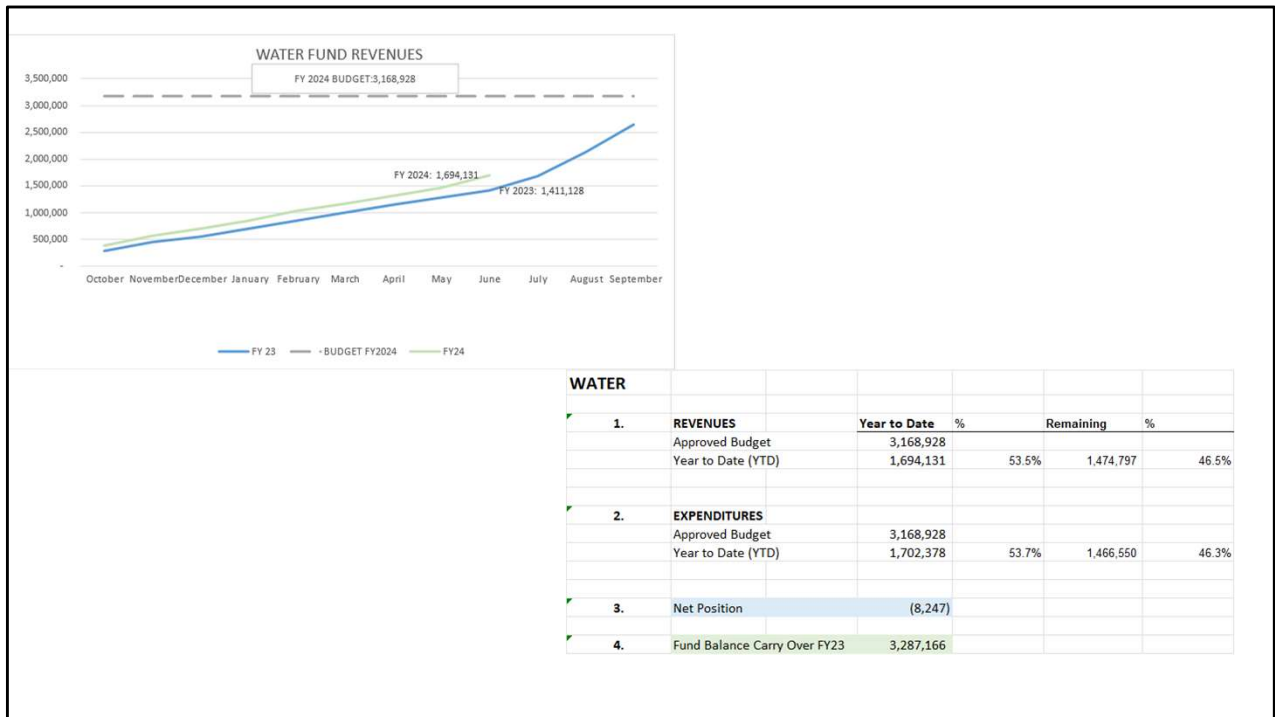 WATER FUND REVENUES
FY 2024 BUDGET:3,168,928
3,500,000
3,000,000
2,500,000
2,000,000
1,500,000
1,000,000
500,000
-
FY 2024: 1,694,131
FY 2023: 1,411,128
October November December January February March April May June July August September
FY 23 BUDGET FY2024 FY24
WATER
1. REVENUES Year to Date % Remaining %
Approved Budget 3,168,928
Year to Date (YTD) 1,694,131 53.5% 1,474,797 46.5%
2. EXPENDITURES
Approved Budget 3,168,928
Year to Date (YTD) 1,702,378 53.7% 1,466,550 46.3%
3. Net Position (8,247)
4. Fund Balance Carry Over FY23 3,287,166